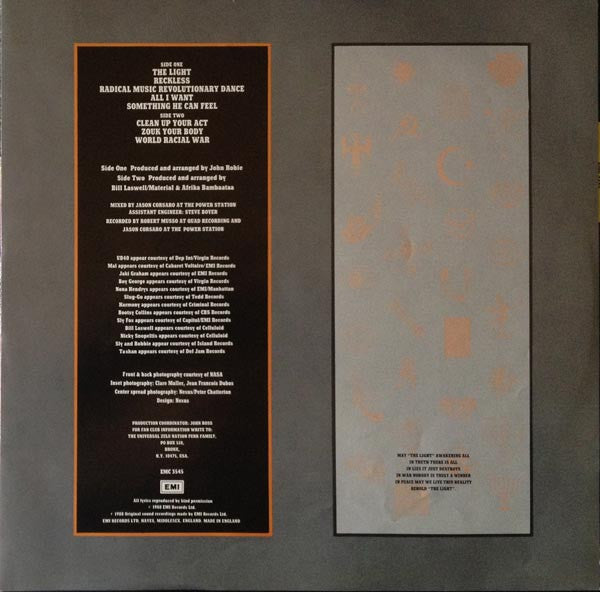 SIDE ONE
THE LIGHT
RECKLESS
RADICAL MUSIC REVOLUTIONARY DANCE
ALL I WANT
SOMETHING HE CAN FEEL
SIDE TWO
CLEAN UP YOUR ACT
ZOUK YOUR BODY
WORLD RACIAL WAR
Side One Produced and arranged by John Robie
Side Two Produced and arranged by
Bill Laswell/Material & Afrika Bambaataa
MIXED BY JASON CORSARO AT THE POWER STATION
ASSISTANT ENGINEER: STEVE BOYER
RECORDED BY ROBERT MUSSO AT QUAD RECORDING AND
JASON CORSARO AT THE POWER STATION
UB40 appear courtesy of Dep Int/Virgin Records
Mal appears courtesy of Cabaret Voltaire/EMI Records
Jaki Graham appears courtesy of EMI Records
Boy George appears courtesy of Virgin Records
Nona Hendryx appears courtesy of EMI/Manhattan
Slug-Go appears courtesy of Todd Records
Harmony appears courtesy of Criminal Records
Bootsy Collins appears courtesy of CBS Records
Sly Fox appears courtesy of Capitol/EMI Records
Bill Laswell appears courtesy of Celluloid
Nicky Skopelitis appears courtesy of Celluloid
Sly and Robbie appear courtesy of Island Records
Tashan appears courtesy of Def Jam Records
Front & back photography courtesy of NASA
Inset photography: Clare Muller, Jean Francois Dubos
Center spread photography: Nexus/Peter Chatterton
Design: Nexus
PRODUCTION COORDINATOR: JOHN ROSS
FOR FAN CLUB INFORMATION WRITE TO:
THE UNIVERSAL ZULU NATION FUNK FAMILY,
PO BOX
BRONX,
N.Y. 10475, USA.
EMC 3545
EMI
All lyrics reproduced by kind permission
℗ 1988 EMI Records Ltd.
© 1988 Original sound recordings made by EMI Records Ltd.
EMI RECORDS LTD. HAYES, MIDDLESEX, ENGLAND. MADE IN ENGLAND
MAY "THE LIGHT" AWAKENING ALL
IN TRUTH THERE IS ALL
IN LIES IT JUST DESTROYS
IN WAR NOBODY IS TRULY A WINNER
IN PEACE MAY WE LIVE THIS REALITY
BEHOLD "THE LIGHT".